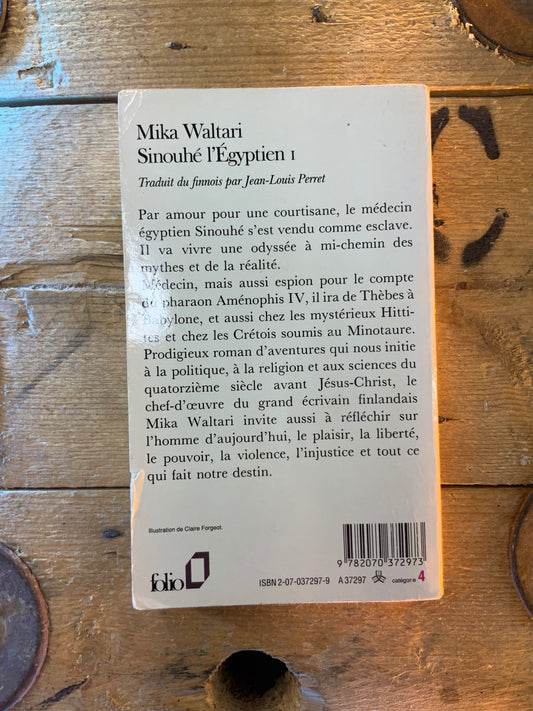 Mika Waltari
Sinouhé l'Égyptien I
Traduit du finnois par Jean-Louis Perret
Par amour pour une courtisane, le médecin
égyptien Sinouhé s'est vendu comme esclave.
Il va vivre une odyssée à mi-chemin des
mythes et de la réalité.
Médecin, mais aussi espion pour le compte
du pharaon Aménophis IV, il ira de Thèbes à
Babylone, et aussi chez les mystérieux Hitti-
tes et chez les Crétois soumis au Minotaure.
Prodigieux roman d'aventures qui nous initie
à la politique, à la religion et aux sciences du
quatorzième siècle avant Jésus-Christ, le
chef-d'œuvre du grand écrivain finlandais
Mika Waltari invite aussi à réfléchir sur
l'homme d'aujourd'hui, le plaisir, la liberté,
le pouvoir, la violence, l'injustice et tout ce
qui fait notre destin.
Illustration de Claire Forgeot.
9 782070 372973
folio
ISBN 2-07-037297-9 A 37297 catégorie 4